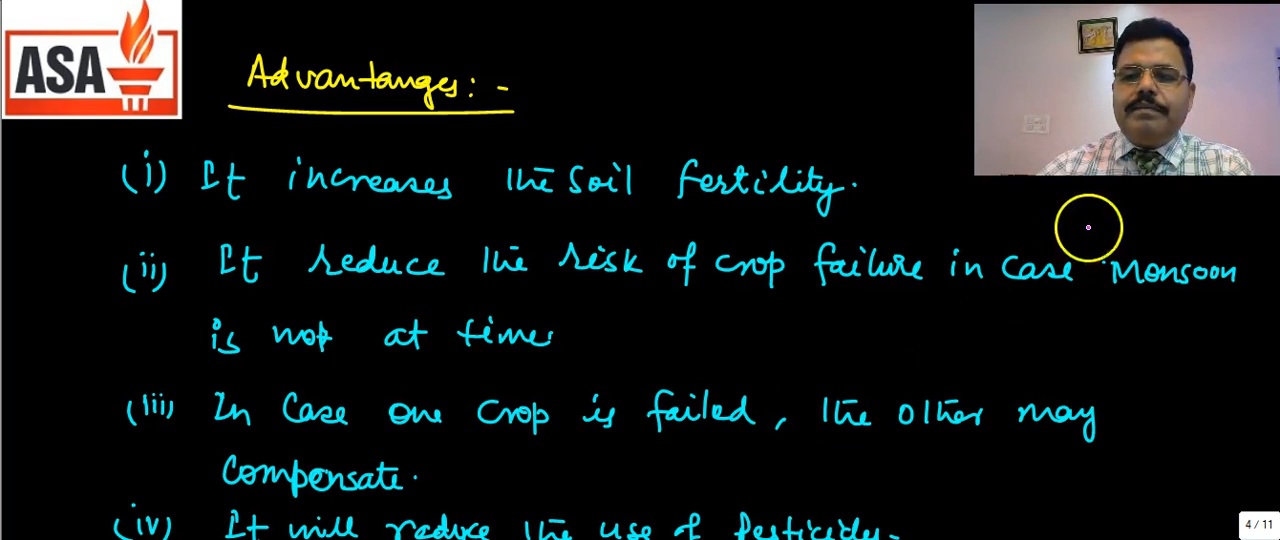 ASA
Advantanges: -
(i) It increases the soil fertility.
(ii) It reduce the risk of crop failure in case Monsoon
is not at time
(iii) In case one crop is failed, the other may
compensate.
(iv) It will reduce the use of Pesticides.
4 / 11